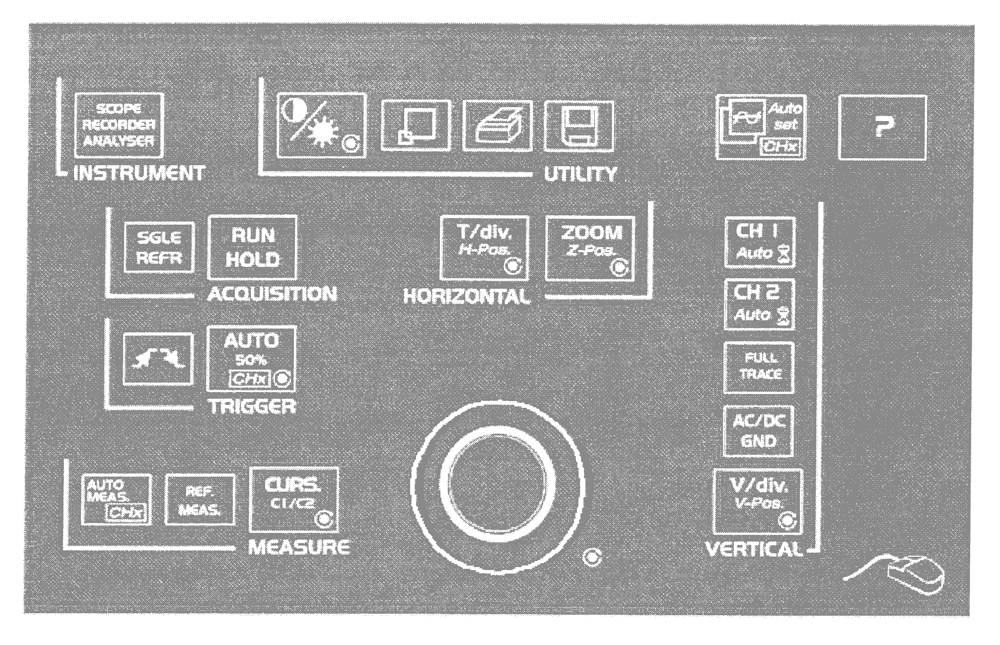 SCOPE
RECORDER
ANALYSER
INSTRUMENT
UTILITY
Auto
set
CHx
?
SGLE
REFR
RUN
HOLD
ACQUISITION
T/div.
H-Pos.
ZOOM
Z-Pos.
HORIZONTAL
AUTO
50%
CHx
TRIGGER
AUTO
MEAS.
CHx
REF.
MEAS.
CURS.
C1/C2
MEASURE
CH 1
Auto
CH 2
Auto
FULL
TRACE
AC/DC
GND
V/div.
V-Pos.
VERTICAL